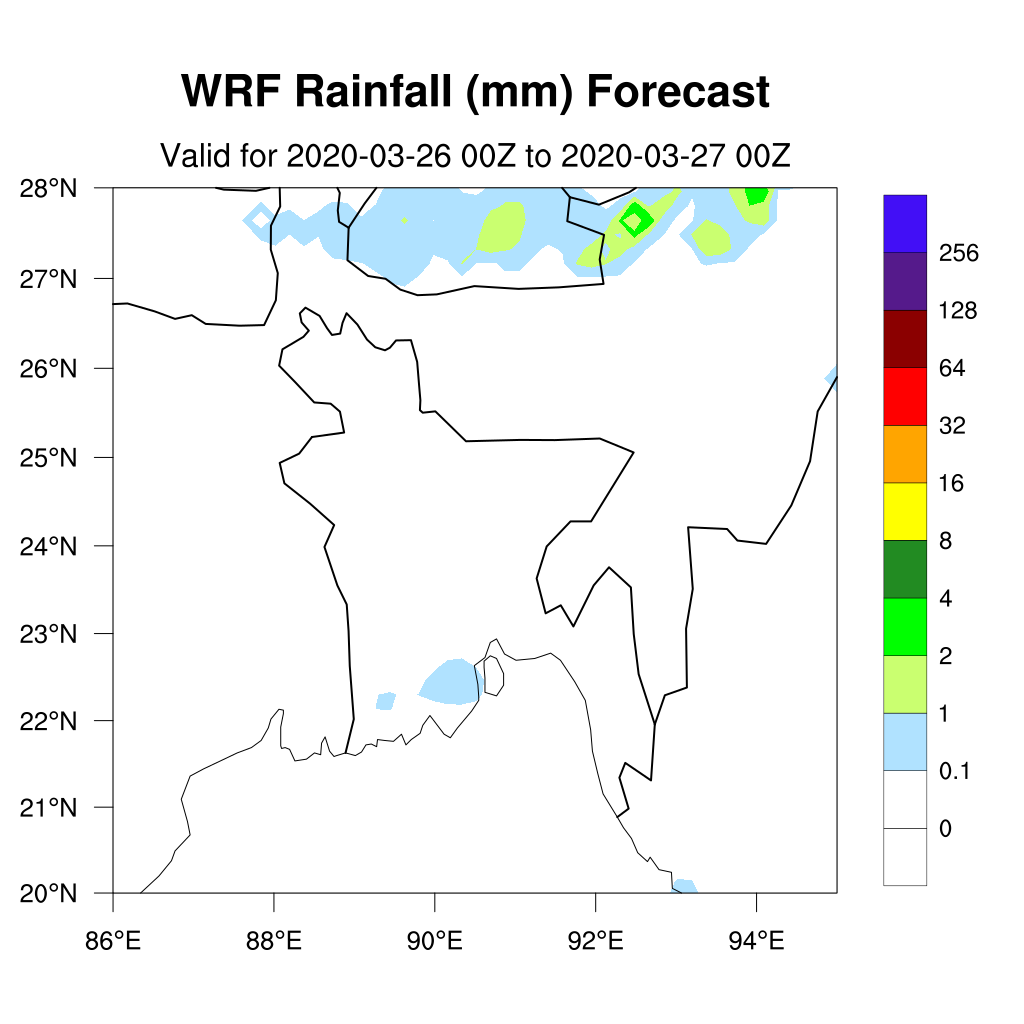 WRF Rainfall (mm) Forecast
Valid for 2020-03-26 00Z to 2020-03-27 00Z
28°N
27°N
26°N
25°N
24°N
23°N
22°N
21°N
20°N
86°E 88°E 90°E 92°E 94°E
256
128
64
32
16
8
4
2
1
0.1
0